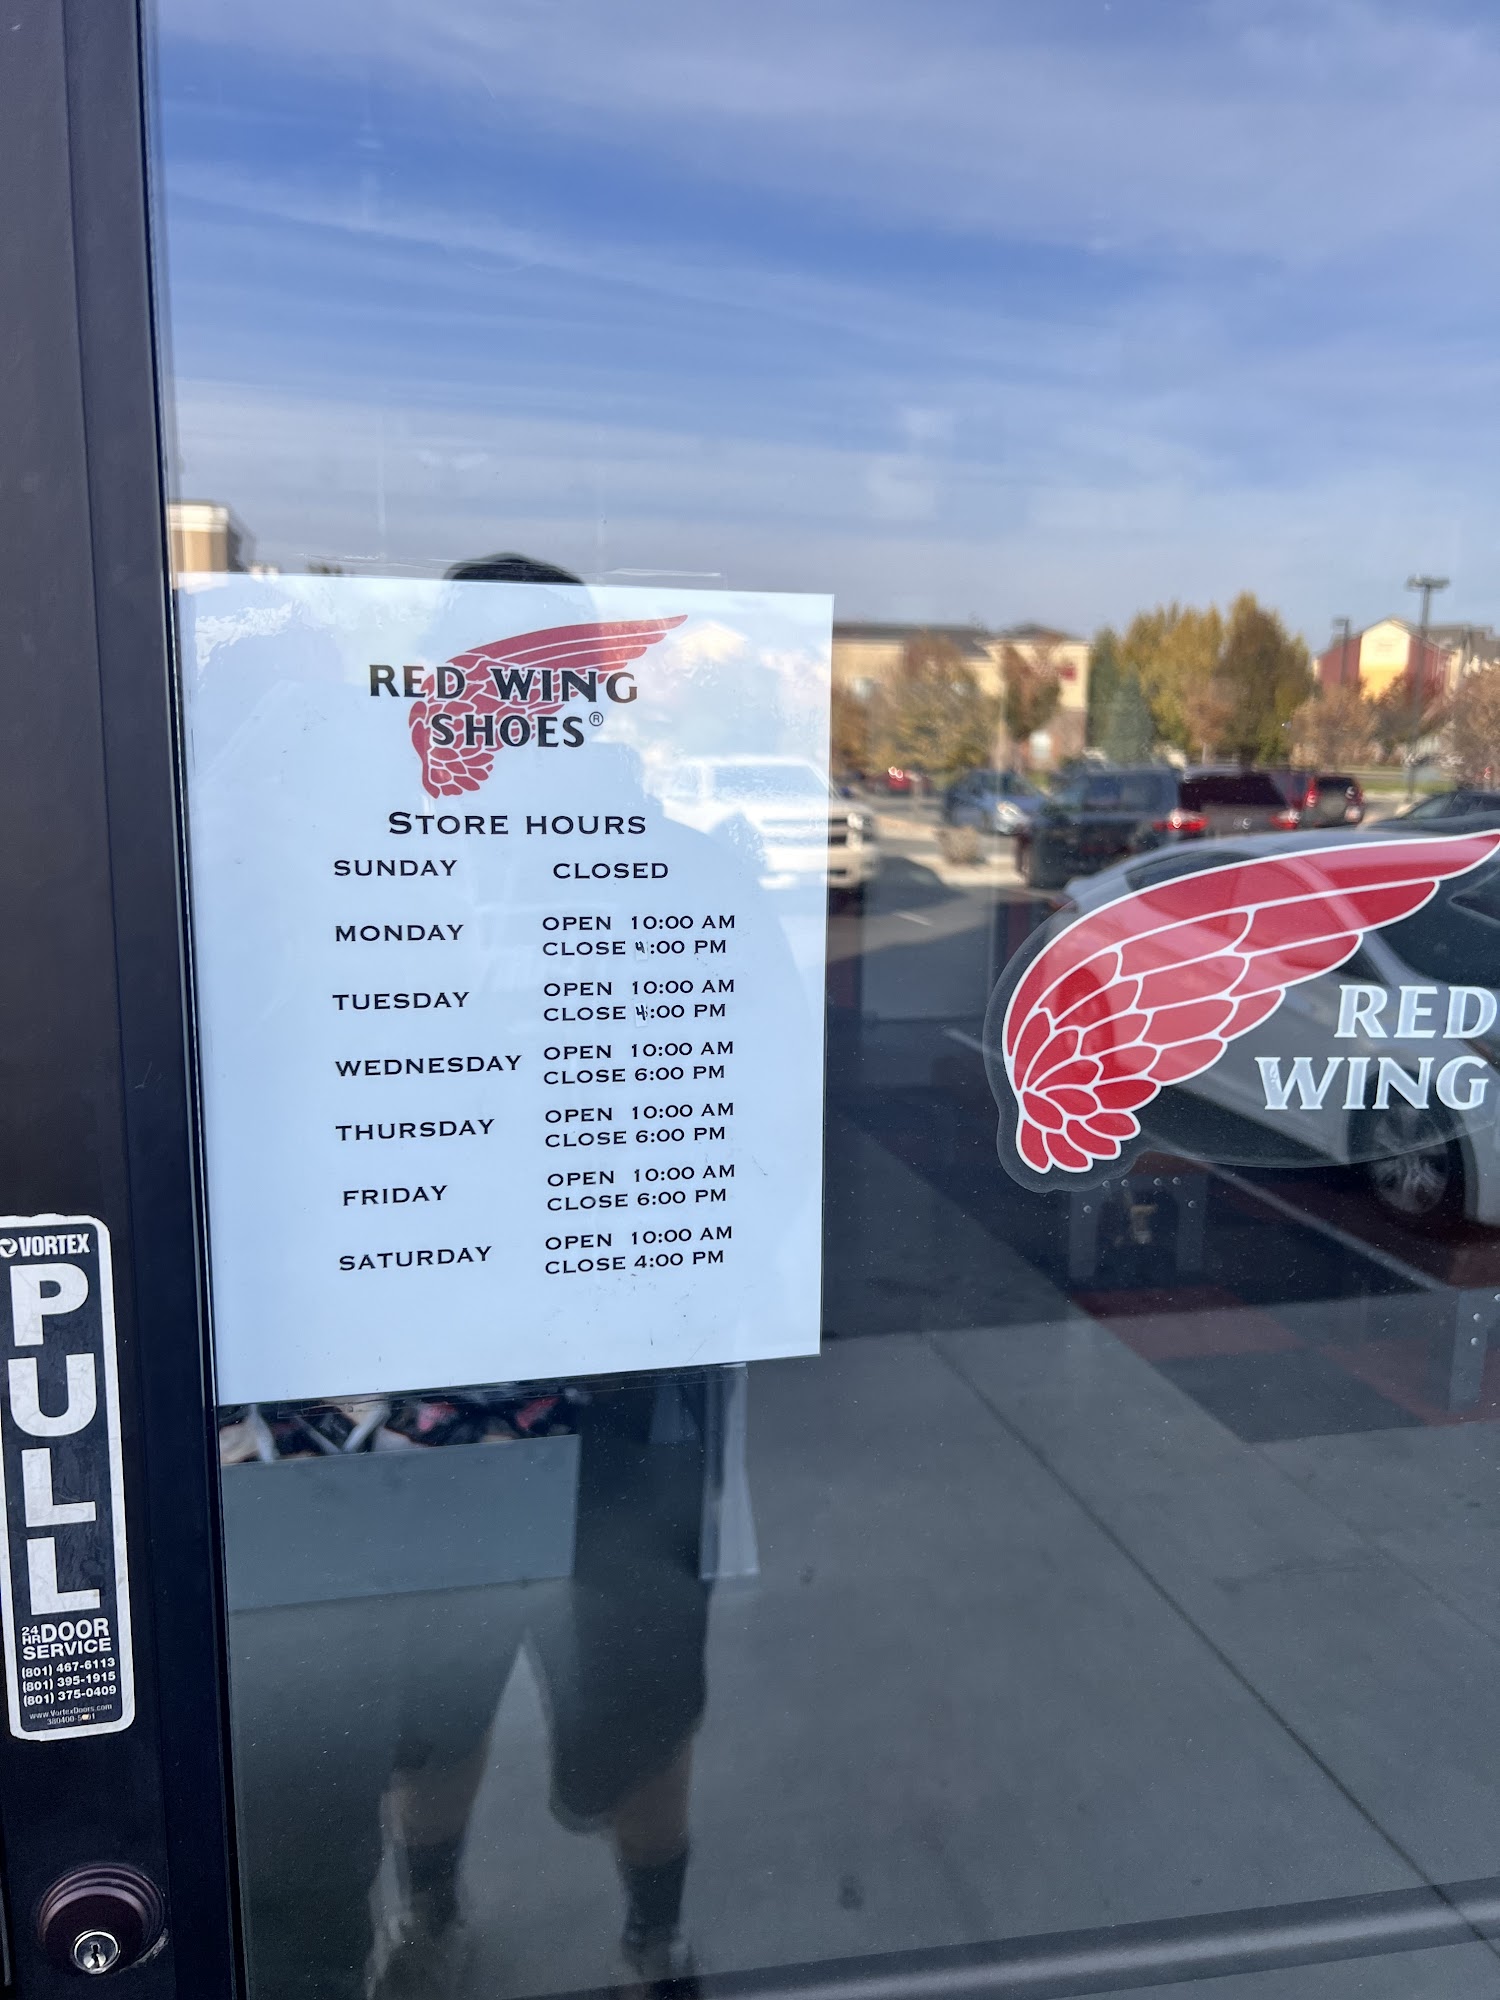 RED WING
SHOES®
STORE HOURS
SUNDAY CLOSED
MONDAY OPEN 10:00 AM
CLOSE 4:00 PM
TUESDAY OPEN 10:00 AM
CLOSE 4:00 PM
WEDNESDAY OPEN 10:00 AM
CLOSE 6:00 PM
THURSDAY OPEN 10:00 AM
CLOSE 6:00 PM
FRIDAY OPEN 10:00 AM
CLOSE 6:00 PM
SATURDAY OPEN 10:00 AM
CLOSE 4:00 PM
RED
WING
VORTEX
PULL
24 HR DOOR
SERVICE
(801) 467-6113
(801) 395-1915
(801) 375-0409
www.VortexDoors.com